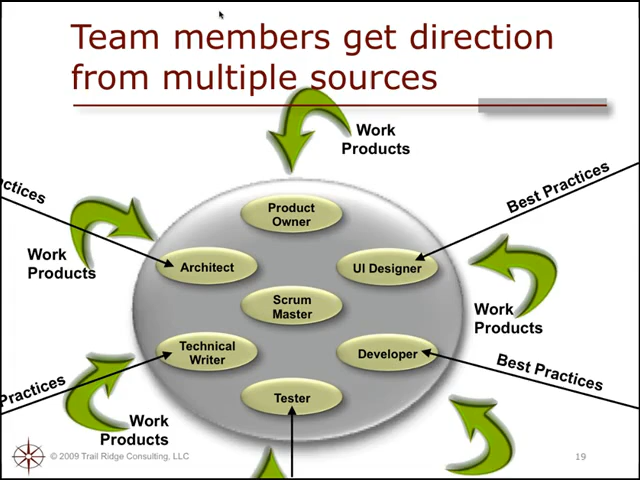 Team members get direction
from multiple sources
Work
Products
Best Practices
actices
Product
Owner
Work
Products
Architect
UI Designer
Scrum
Master
Work
Products
Technical
Writer
Developer
Best Practices
Practices
Tester
Work
Products
© 2009 Trail Ridge Consulting, LLC
19